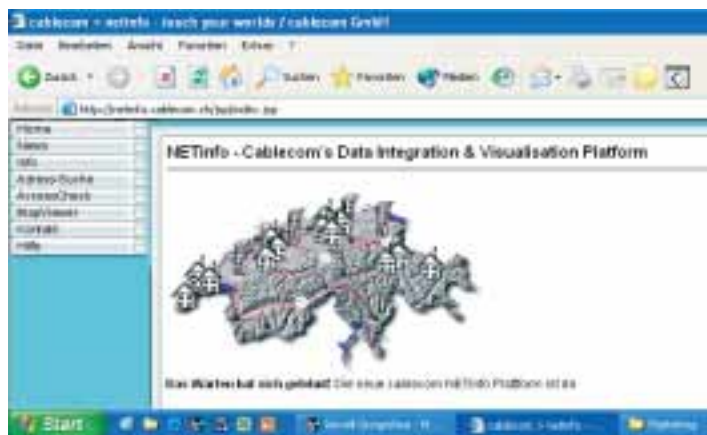 cablecom > netinfo - touch your worlds / cablecom GmbH
Datei Bearbeiten Ansicht Favoriten Extras ?
Zurück Suchen Favoriten Medien
Home
News
Info
Adress-Suche
AccessCheck
MapViewer
Kontakt
Hilfe
NETinfo - Cablecom's Data Integration & Visualisation Platform
Das Warten hat sich gelohnt! Die neue cablecom NETinfo Plattform ist da
Start